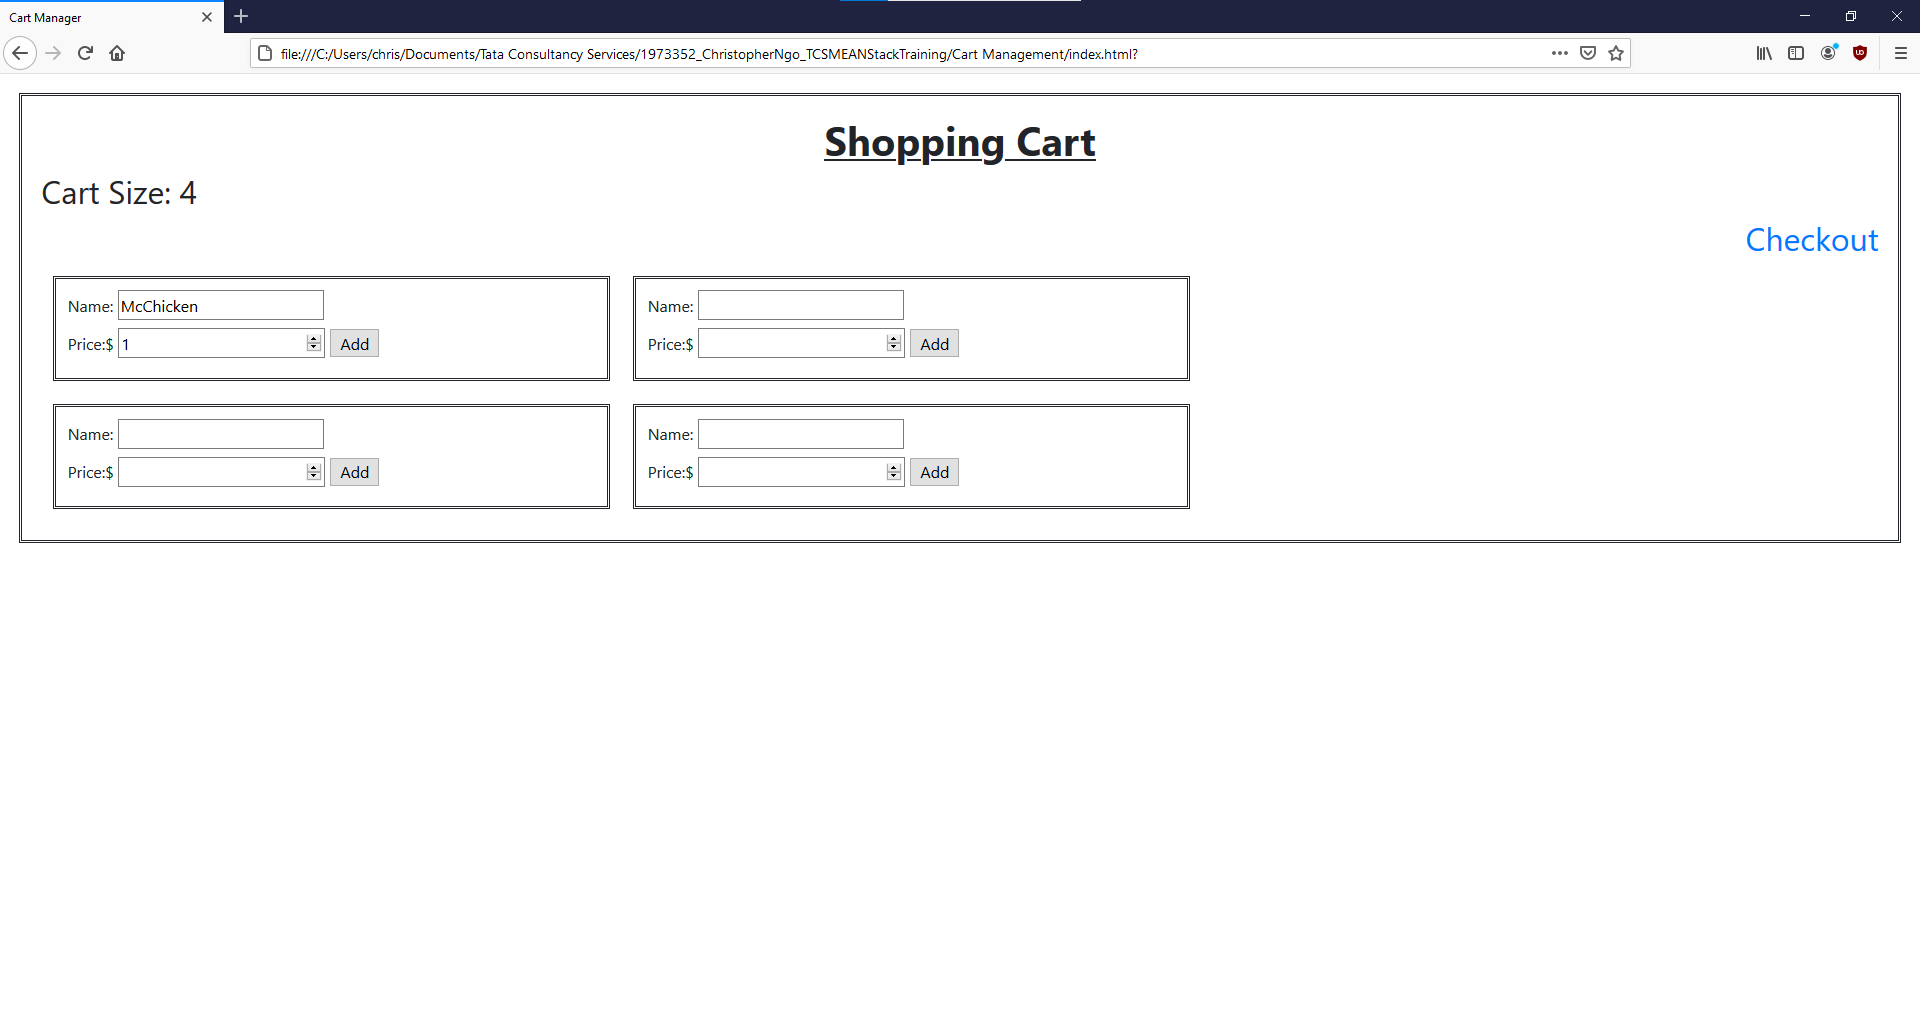 Cart Manager
file:///C:/Users/chris/Documents/Tata Consultancy Services/1973352_ChristopherNgo_TCSMEANStackTraining/Cart Management/index.html?
Shopping Cart
Cart Size: 4
Checkout
Name: McChicken
Price:$ 1 Add
Name:
Price:$ Add
Name:
Price:$ Add
Name:
Price:$ Add